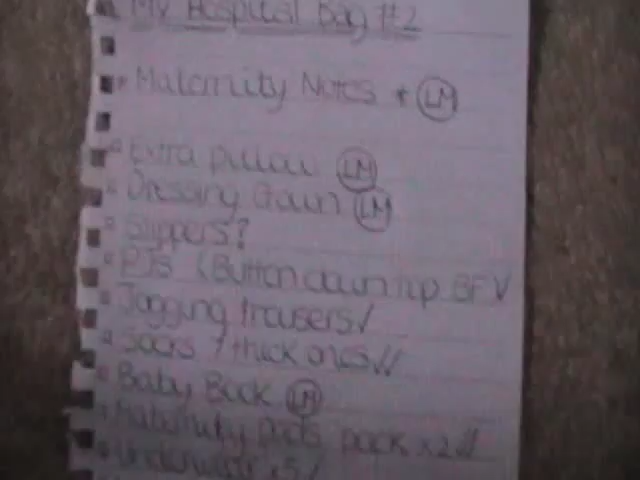 My Hospital Bag #2
* Maternity Notes * LM
Extra pillow LM
Dressing Gown LM
Slippers?
PJS (Button down top BF √
Jogging trousers √
Socks / thick ones √√
Baby Book LM
Maternity pads pack x2 √√
Underwear x5 √